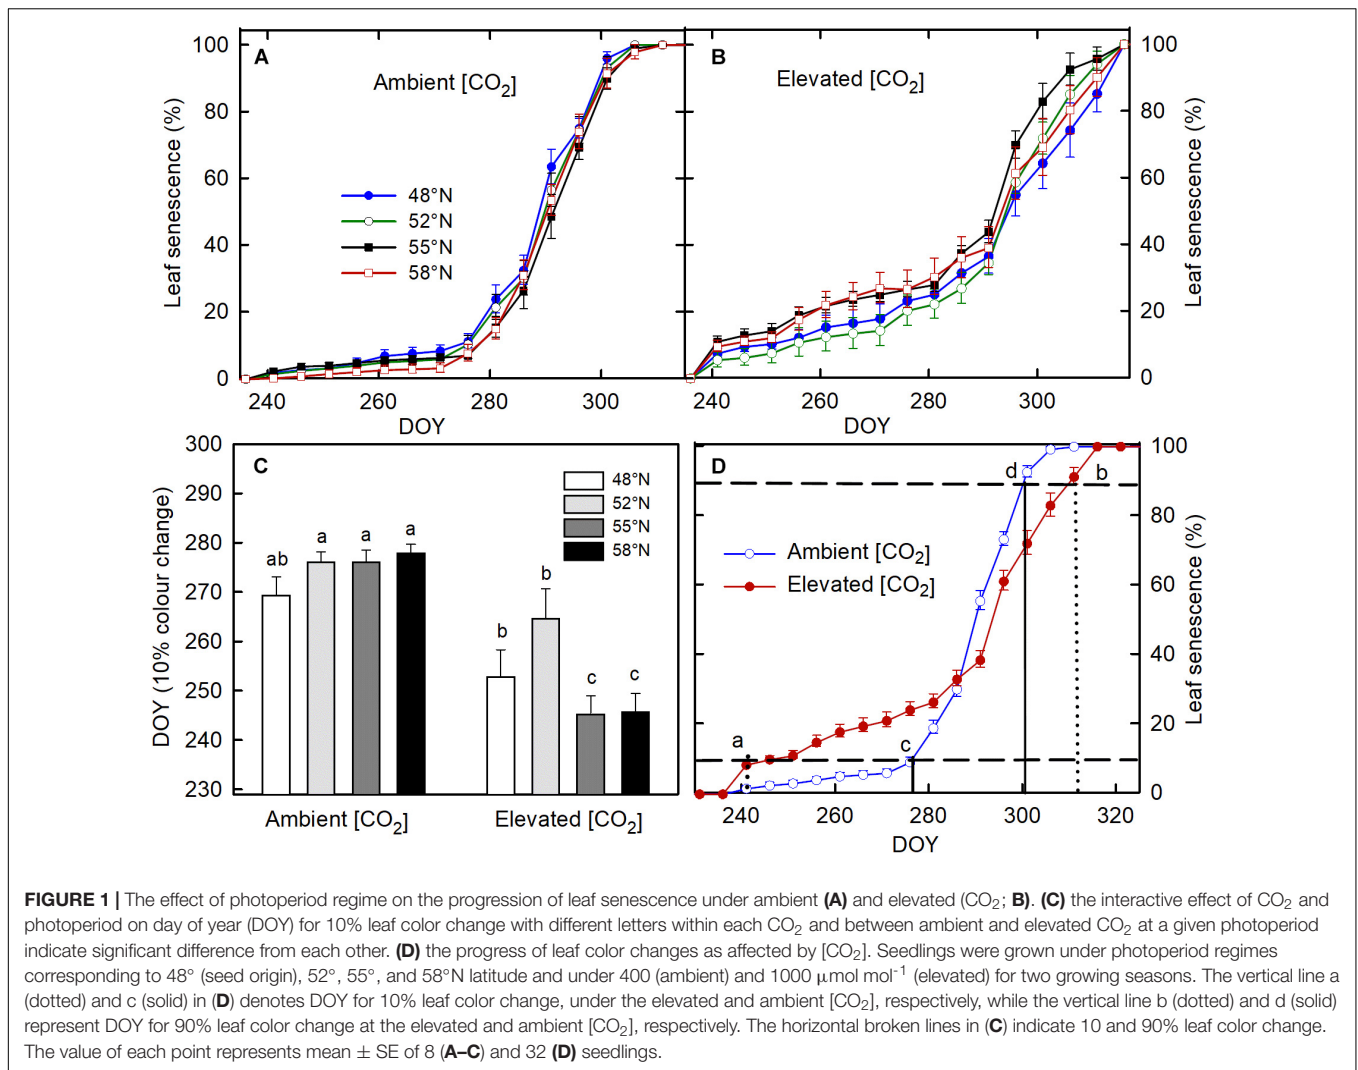 100
80
60
40
20
0
Leaf senescence (%)
A
Ambient [CO2]
48°N
52°N
55°N
58°N
240
260
280
300
DOY
B
Elevated [CO2]
100
80
60
40
20
0
Leaf senescence (%)
240
260
280
300
DOY
300
290
280
270
260
250
240
230
DOY (10% colour change)
C
48°N
52°N
55°N
58°N
ab
a
a
a
b
b
c
c
Ambient [CO2]
Elevated [CO2]
D
d
b
Ambient [CO2]
Elevated [CO2]
a
c
100
80
60
40
20
0
Leaf senescence (%)
240
260
280
300
320
DOY
FIGURE 1 | The effect of photoperiod regime on the progression of leaf senescence under ambient (A) and elevated (CO2; B). (C) the interactive effect of CO2 and
photoperiod on day of year (DOY) for 10% leaf color change with different letters within each CO2 and between ambient and elevated CO2 at a given photoperiod
indicate significant difference from each other. (D) the progress of leaf color changes as affected by [CO2]. Seedlings were grown under photoperiod regimes
corresponding to 48° (seed origin), 52°, 55°, and 58°N latitude and under 400 (ambient) and 1000 μmol mol-1 (elevated) for two growing seasons. The vertical line a
(dotted) and c (solid) in (D) denotes DOY for 10% leaf color change, under the elevated and ambient [CO2], respectively, while the vertical line b (dotted) and d (solid)
represent DOY for 90% leaf color change at the elevated and ambient [CO2], respectively. The horizontal broken lines in (C) indicate 10 and 90% leaf color change.
The value of each point represents mean ± SE of 8 (A–C) and 32 (D) seedlings.